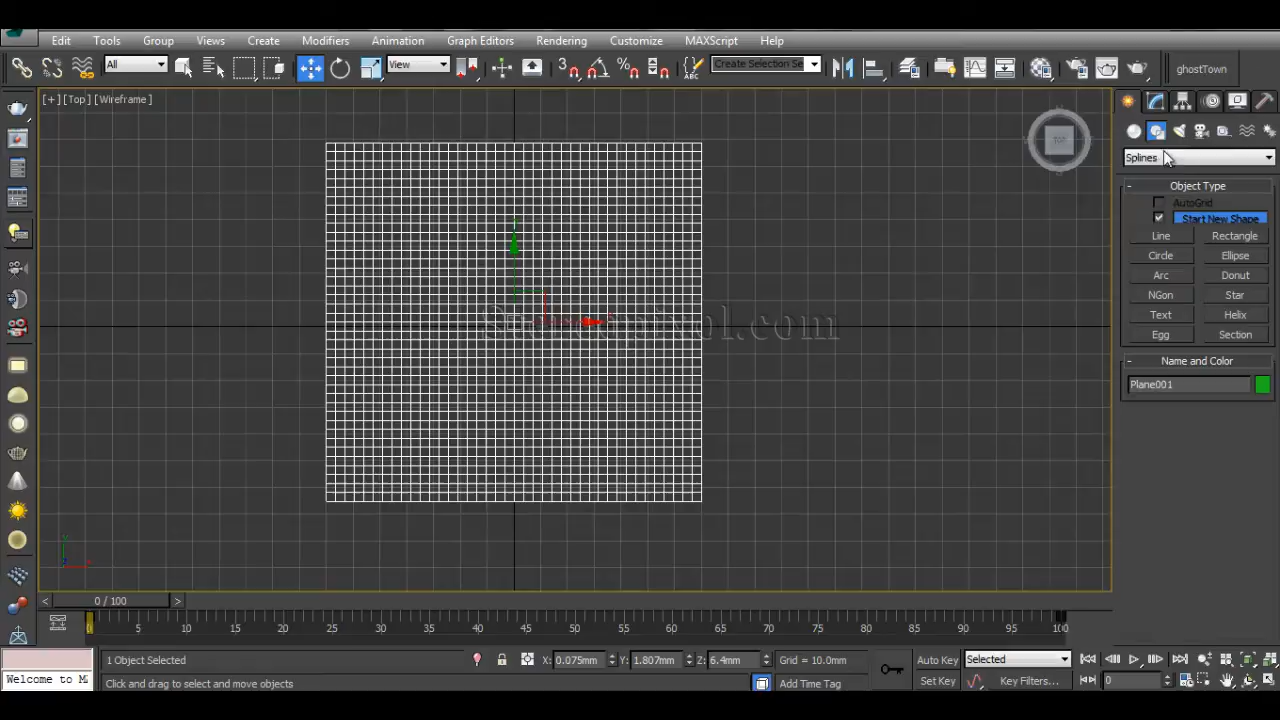 Edit Tools Group Views Create Modifiers Animation Graph Editors Rendering Customize MAXScript Help
All View Create Selection Se ghostTown
[+] [Top] [Wireframe]
TOP
Splines
Object Type
AutoGrid
Start New Shape
Line Rectangle
Circle Ellipse
Arc Donut
NGon Star
Text Helix
Egg Section
Name and Color
Plane001
0 / 100
0 5 10 15 20 25 30 35 40 45 50 55 60 65 70 75 80 85 90 95 100
1 Object Selected X: 0.075mm Y: 1.807mm Z: 6.4mm Grid = 10.0mm Auto Key Selected
Welcome to M Click and drag to select and move objects Add Time Tag Set Key Key Filters... 0